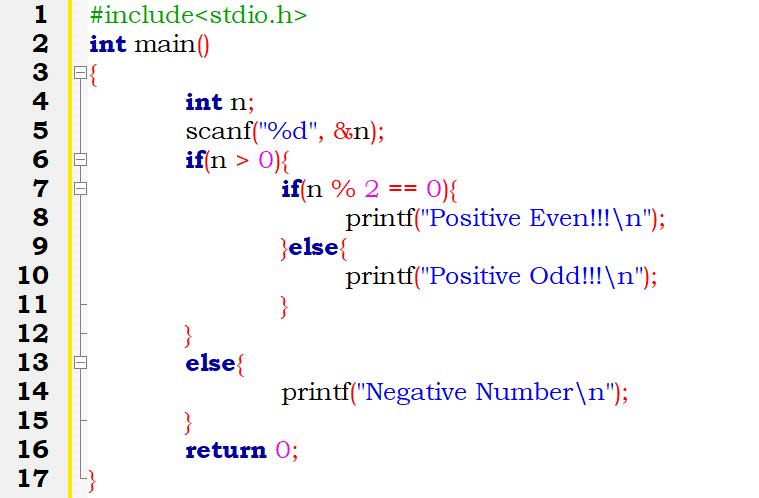 1 #include<stdio.h>
2 int main()
3 {
4 int n;
5 scanf("%d", &n);
6 if(n > 0){
7 if(n % 2 == 0){
8 printf("Positive Even!!!\n");
9 }else{
10 printf("Positive Odd!!!\n");
11 }
12 }
13 else{
14 printf("Negative Number\n");
15 }
16 return 0;
17 }